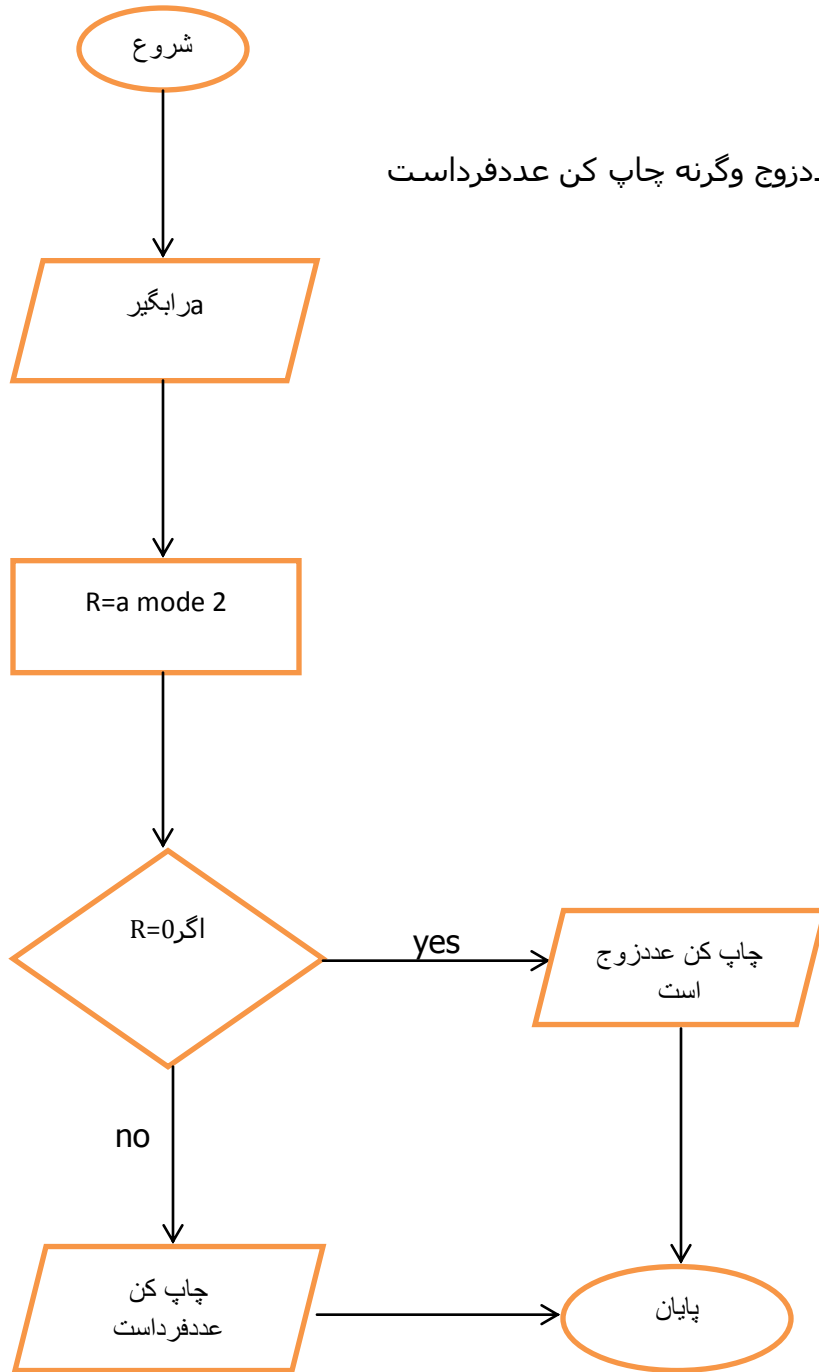 شروع
وگرنه چاپ کن عددفرداست
aرابگیر
R=a mode 2
اگرR=0
yes
چاپ کن عددزوج
است
no
چاپ کن
عددفرداست
پایان